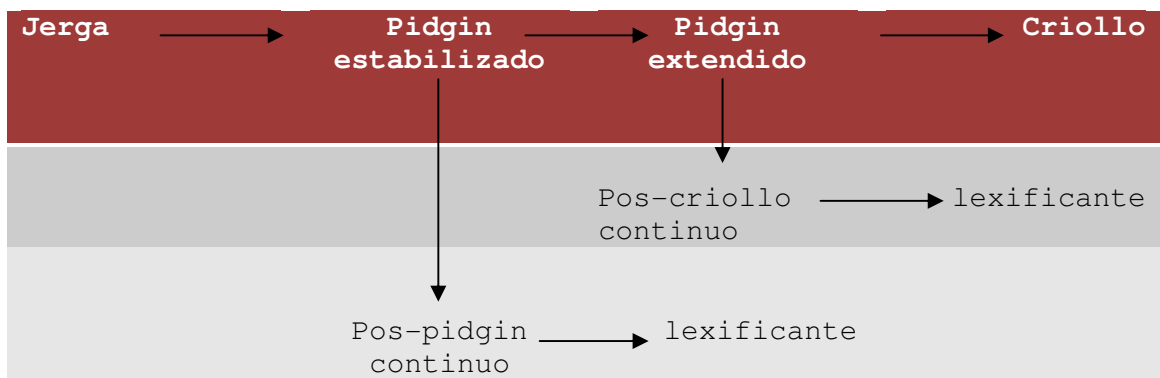 Jerga Pidgin Pidgin Criollo
estabilizado extendido
Pos-criollo lexificante
continuo
Pos-pidgin lexificante
continuo